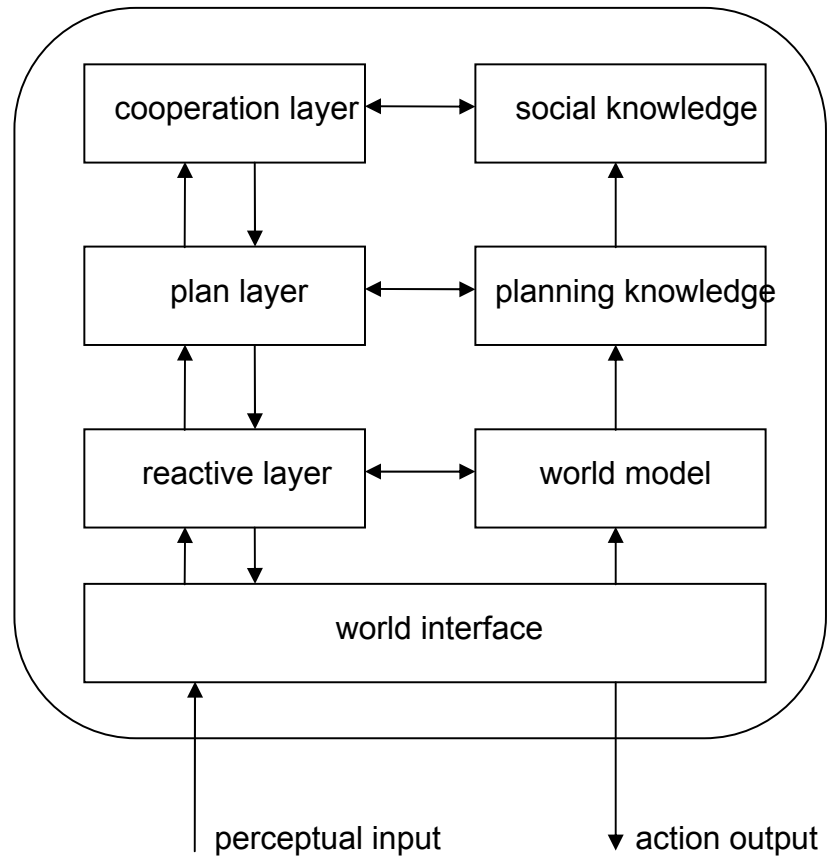 cooperation layer
social knowledge
plan layer
planning knowledge
reactive layer
world model
world interface
perceptual input
action output